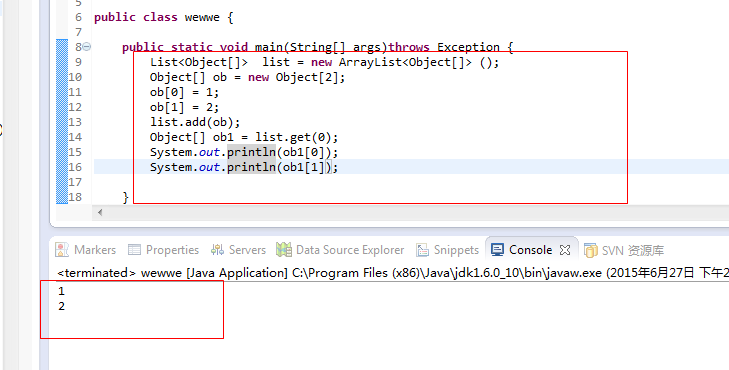 6 public class wewwe {
7
8 public static void main(String[] args)throws Exception {
9 List<Object[]> list = new ArrayList<Object[]> ();
10 Object[] ob = new Object[2];
11 ob[0] = 1;
12 ob[1] = 2;
13 list.add(ob);
14 Object[] ob1 = list.get(0);
15 System.out.println(ob1[0]);
16 System.out.println(ob1[1]);
17
18 }
Markers Properties Servers Data Source Explorer Snippets Console SVN 资源库
<terminated> wewwe [Java Application] C:\Program Files (x86)\Java\jdk1.6.0_10\bin\javaw.exe (2015年6月27日 下午2
1
2